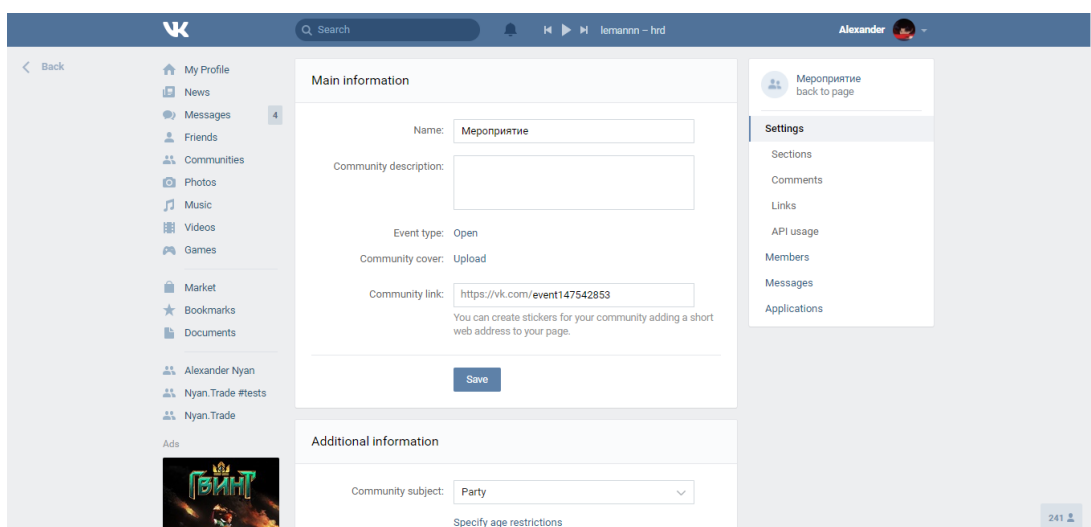 Search
lemannn – hrd
Alexander
Back
My Profile
News
Messages 4
Friends
Communities
Photos
Music
Videos
Games
Market
Bookmarks
Documents
Alexander Nyan
Nyan.Trade #tests
Nyan.Trade
Ads
ГВИНТ
Main information
Name: Мероприятие
Community description:
Event type: Open
Community cover: Upload
Community link: https://vk.com/event147542853
You can create stickers for your community adding a short
web address to your page.
Save
Additional information
Community subject: Party
Specify age restrictions
Мероприятие
back to page
Settings
Sections
Comments
Links
API usage
Members
Messages
Applications
241